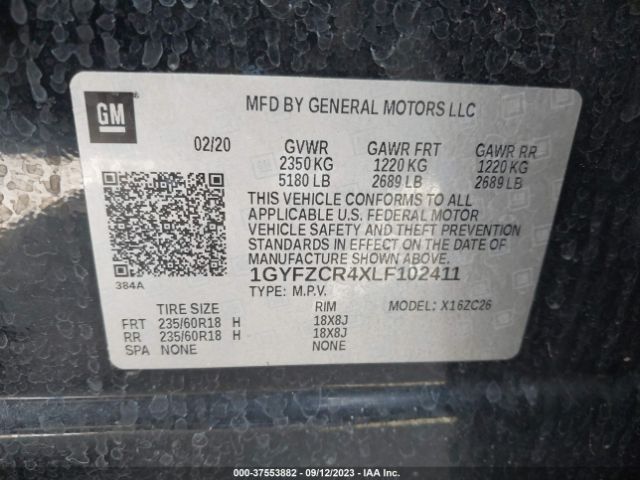 GM
MFD BY GENERAL MOTORS LLC
02/20 GVWR GAWR FRT GAWR RR
2350 KG 1220 KG 1220 KG
5180 LB 2689 LB 2689 LB
THIS VEHICLE CONFORMS TO ALL
APPLICABLE U.S. FEDERAL MOTOR
VEHICLE SAFETY AND THEFT PREVENTION
STANDARDS IN EFFECT ON THE DATE OF
MANUFACTURE SHOWN ABOVE.
1GYFZCR4XLF102411
384A
TYPE: M.P.V. MODEL: X16ZC26
TIRE SIZE RIM
FRT 235/60R18 H 18X8J
RR 235/60R18 H 18X8J
SPA NONE NONE
000-37553882 - 09/12/2023 - IAA Inc.